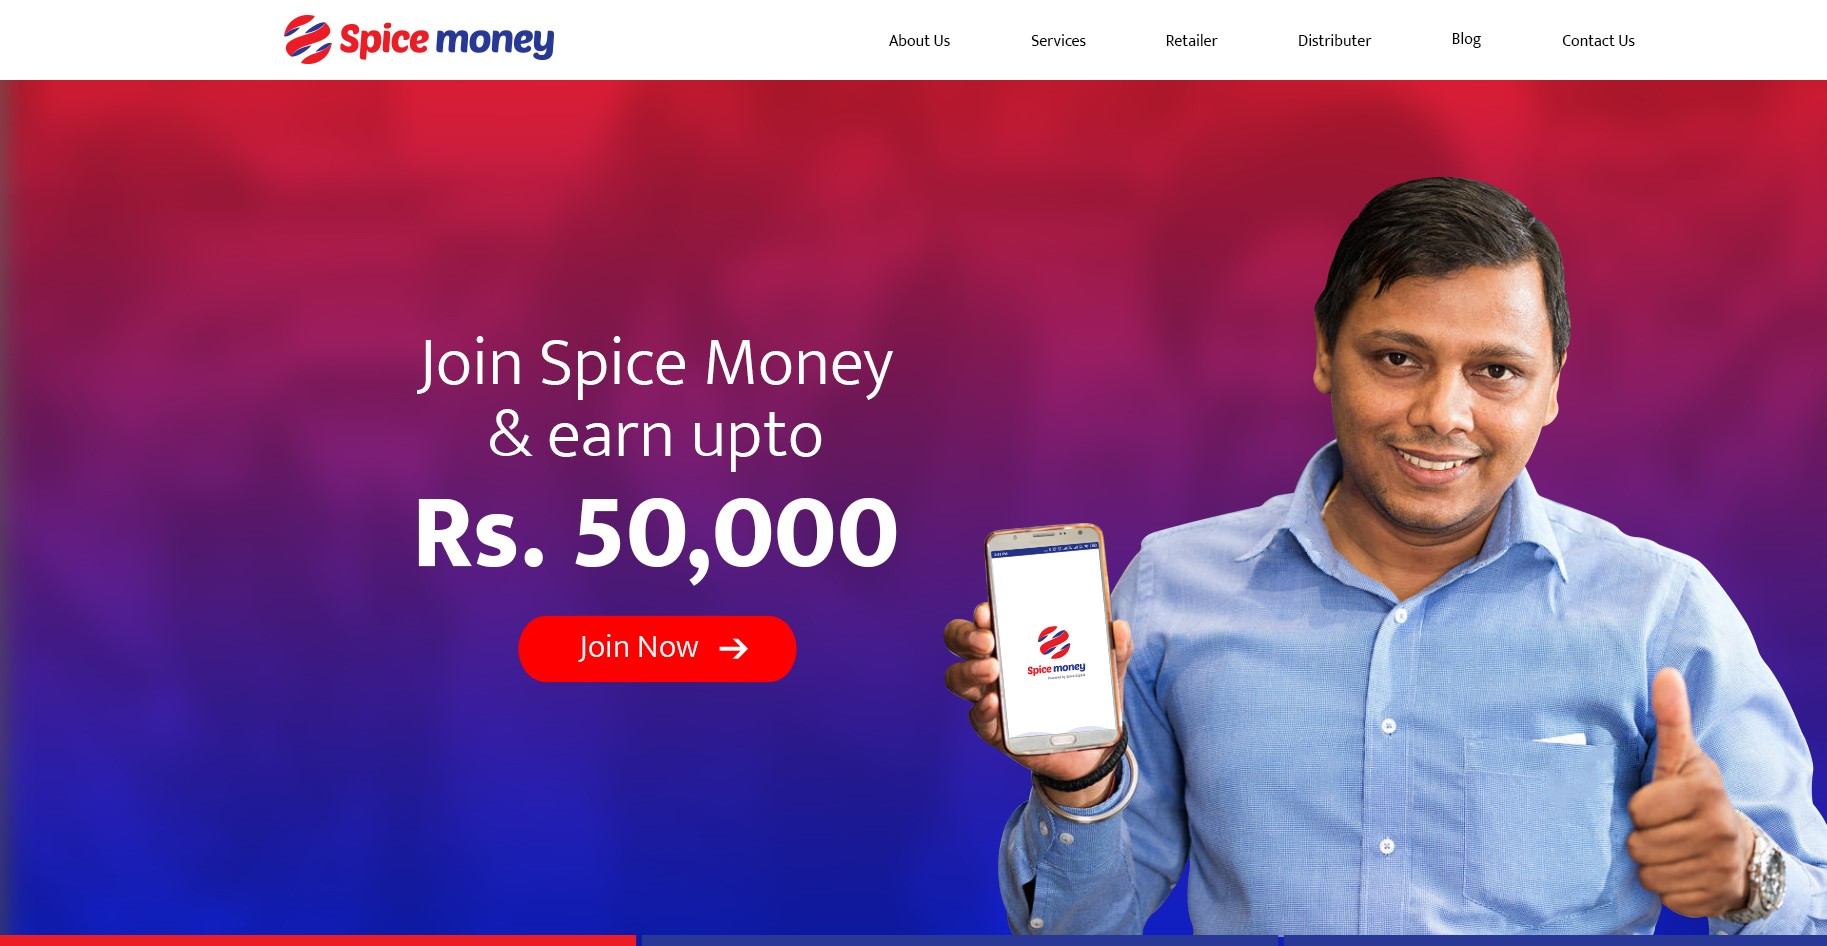 Spice money
About Us
Services
Retailer
Distributer
Blog
Contact Us
Join Spice Money
& earn upto
Rs. 50,000
Join Now
Spice money